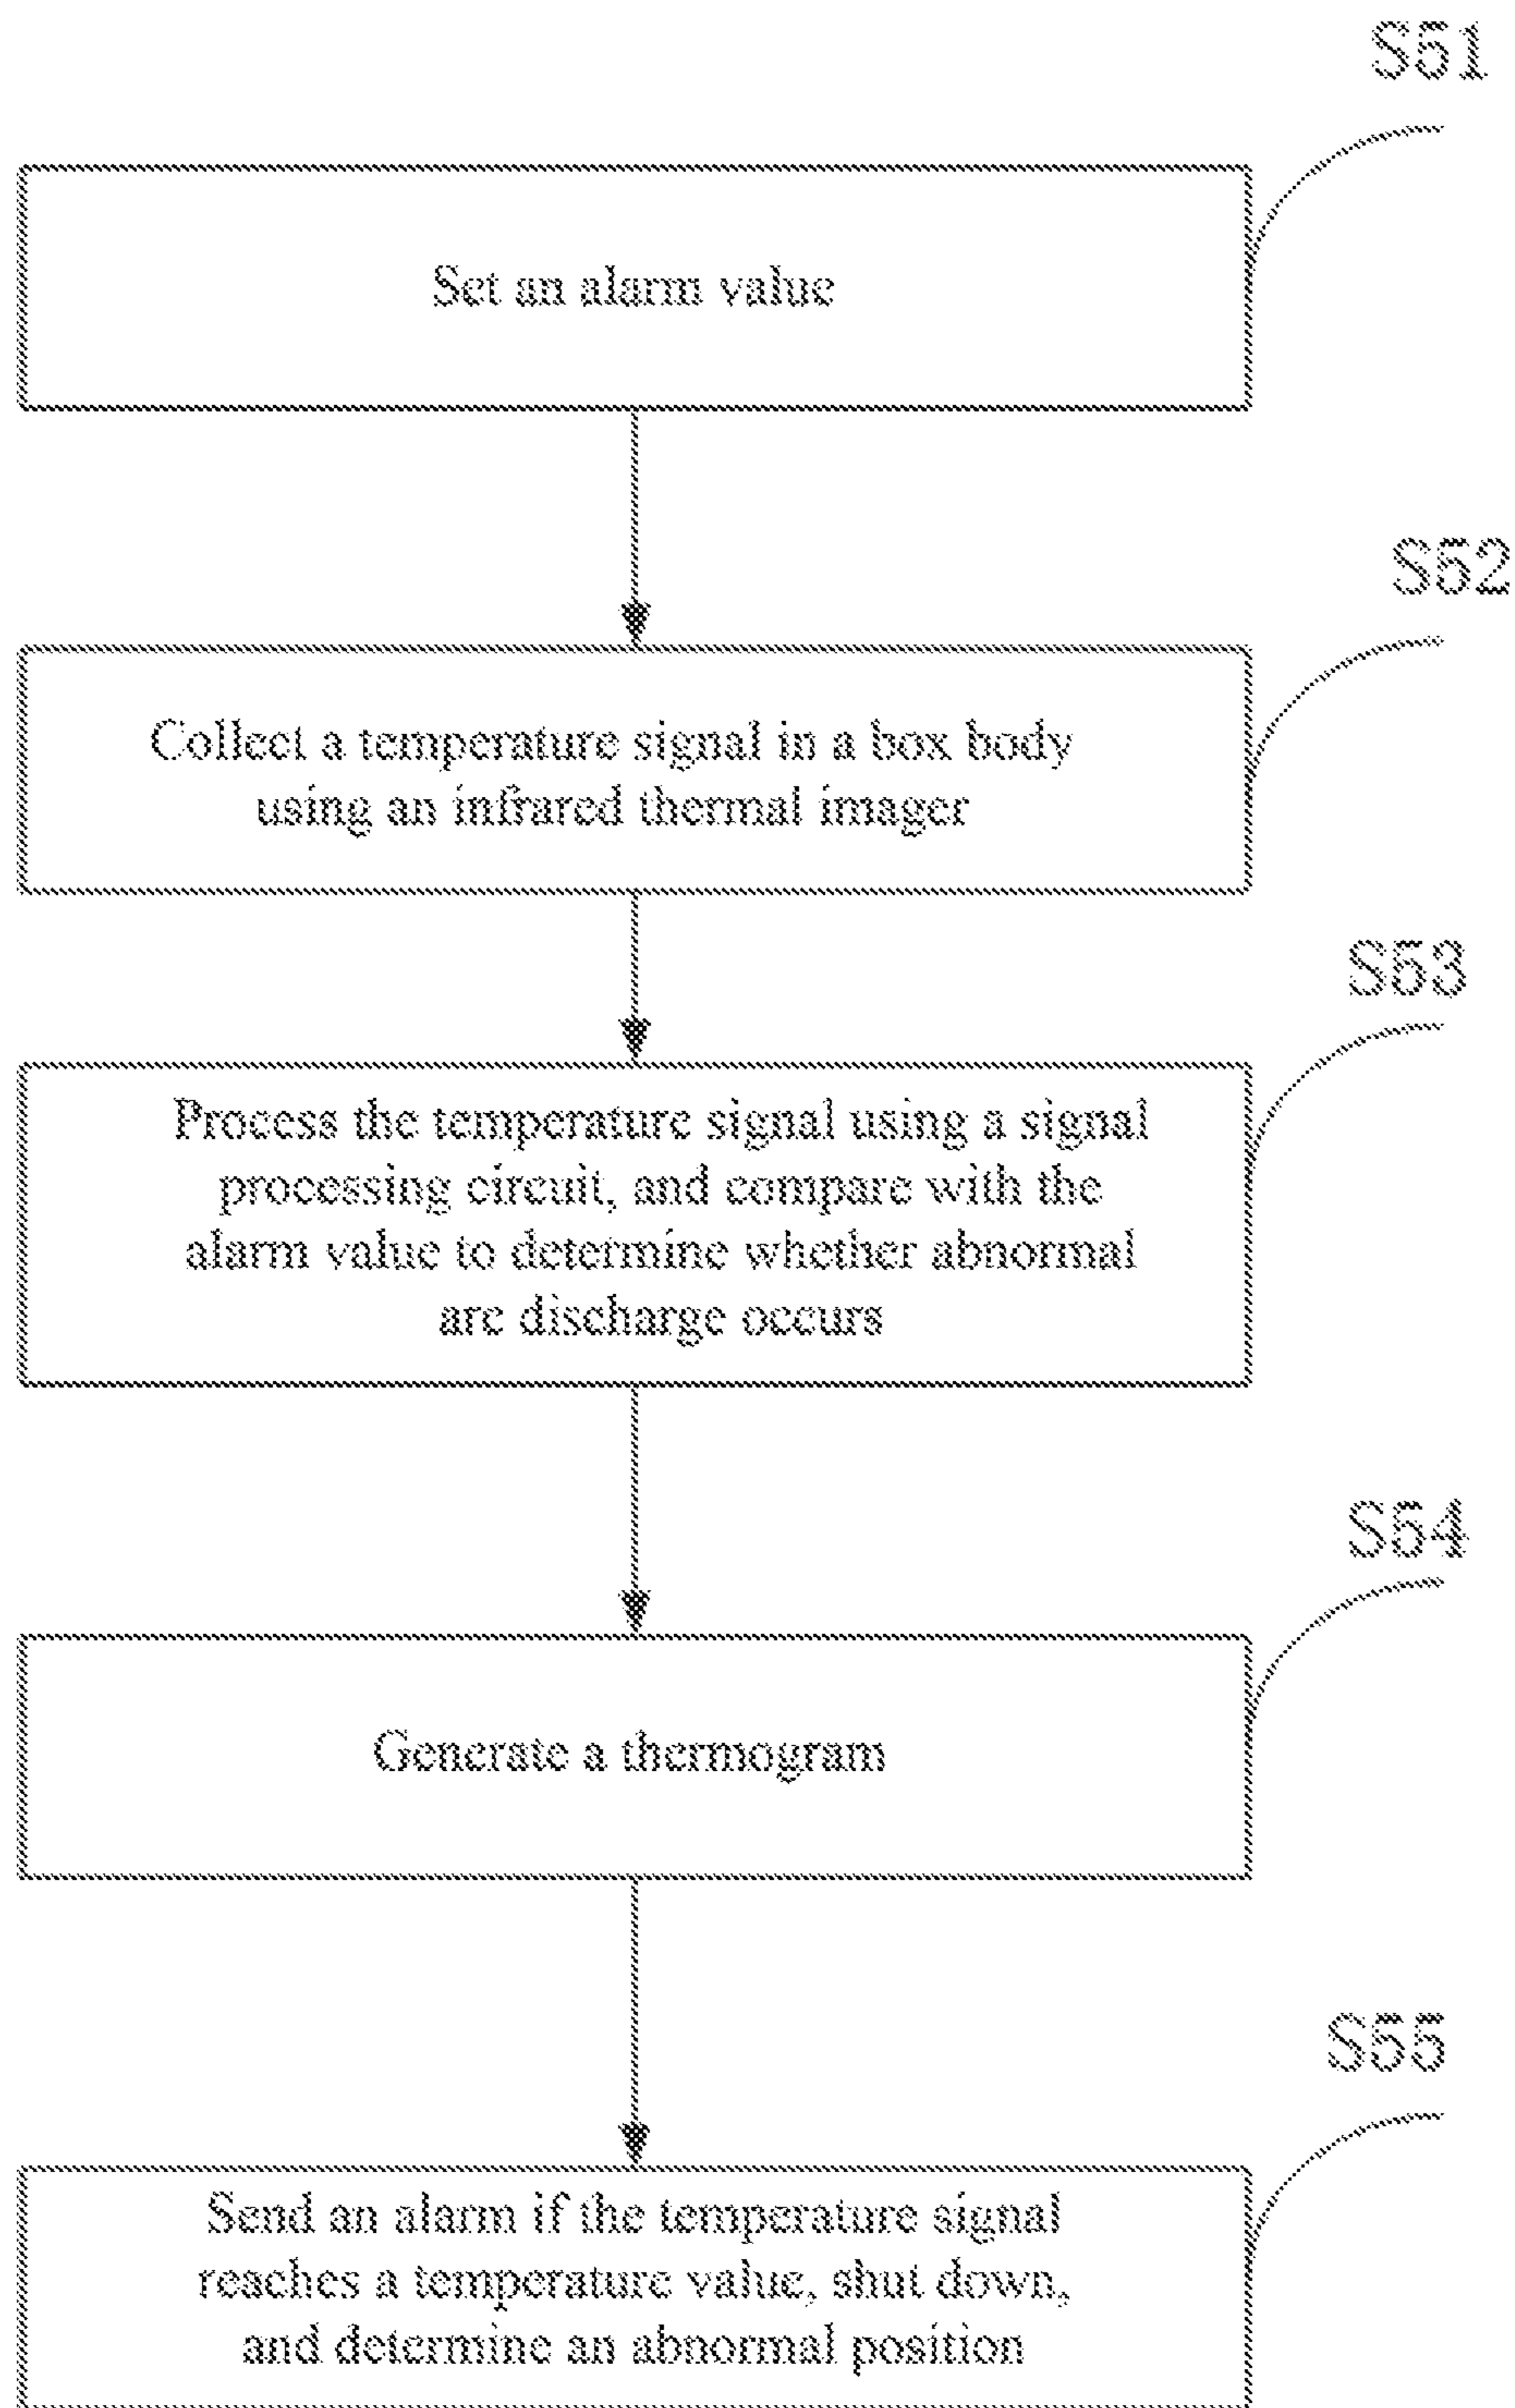 S51
Set an alarm value
S52
Collect a temperature signal in a box body
using an infrared thermal imager
S53
Process the temperature signal using a signal
processing circuit, and compare with the
alarm value to determine whether abnormal
arc discharge occurs
S54
Generate a thermogram
S55
Send an alarm if the temperature signal
reaches a temperature value, shut down,
and determine an abnormal position